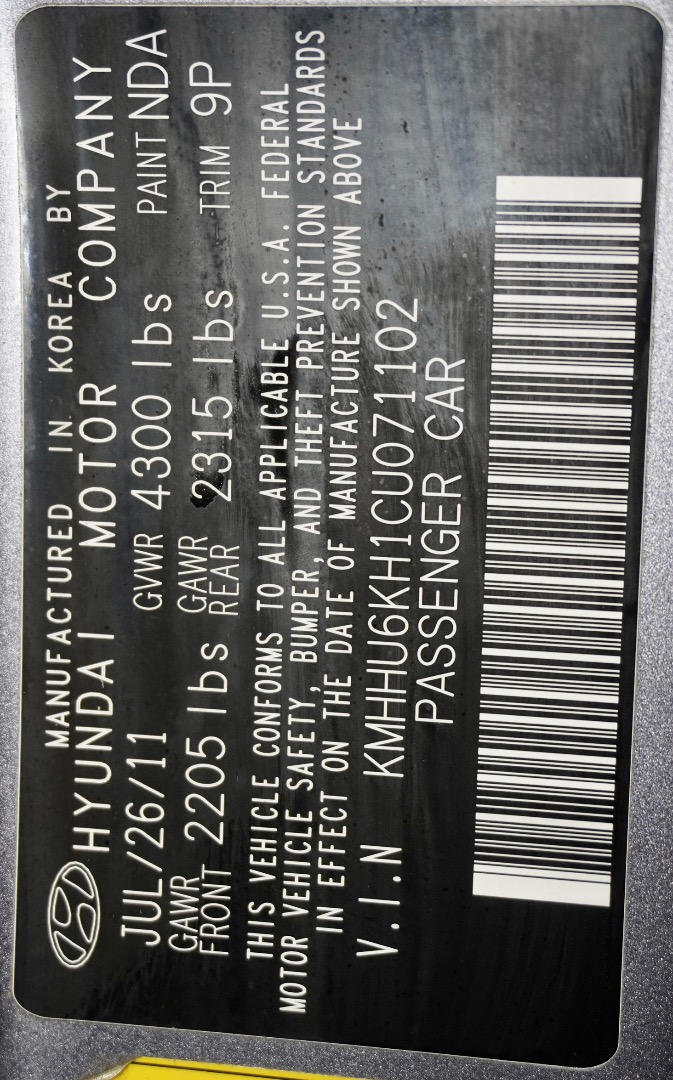 MANUFACTURED IN KOREA BY
HYUNDAI MOTOR COMPANY
JUL/26/11 GVWR 4300 lbs PAINT NDA
GAWR FRONT 2205 lbs GAWR REAR 2315 lbs TRIM 9P
THIS VEHICLE CONFORMS TO ALL APPLICABLE U.S.A. FEDERAL
MOTOR VEHICLE SAFETY, BUMPER, AND THEFT PREVENTION STANDARDS
IN EFFECT ON THE DATE OF MANUFACTURE SHOWN ABOVE
V.I.N KMHHU6KH1CU071102
PASSENGER CAR